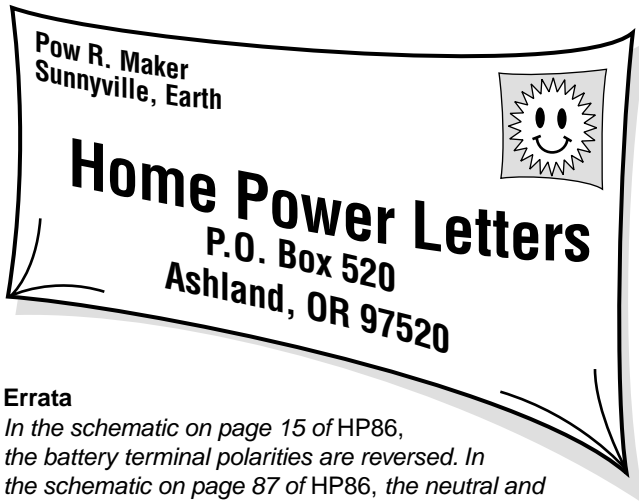 Pow R. Maker
Sunnyville, Earth
Home Power Letters
P.O. Box 520
Ashland, OR 97520
Errata
In the schematic on page 15 of HP86,
the battery terminal polarities are reversed. In
the schematic on page 87 of HP86, the neutral and